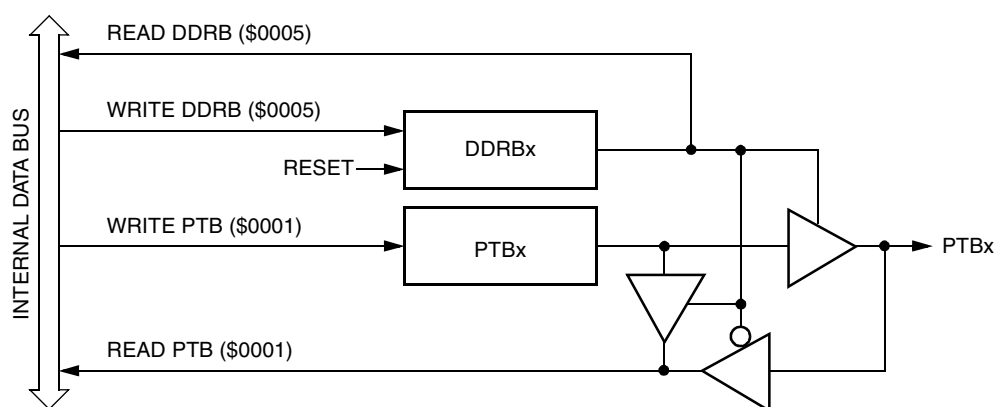 READ DDRB ($0005)
WRITE DDRB ($0005)
DDRBx
RESET
WRITE PTB ($0001)
PTBx
PTBx
READ PTB ($0001)
INTERNAL DATA BUS